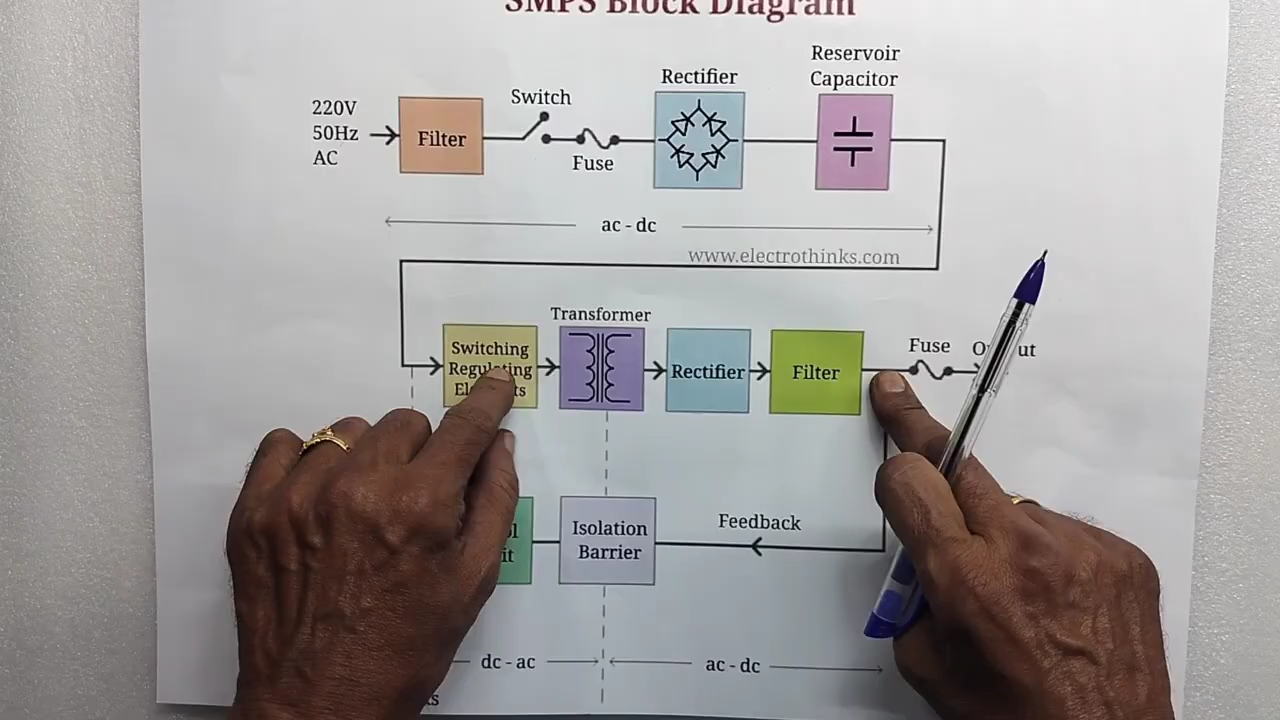 SMPS Block Diagram
Reservoir
Capacitor
Rectifier
Switch
220V
50Hz
AC
Filter
Fuse
ac - dc
www.electrothinks.com
Transformer
Switching
Regulating
Rectifier
Filter
Fuse
Isolation
Barrier
Feedback
dc - ac
ac - dc